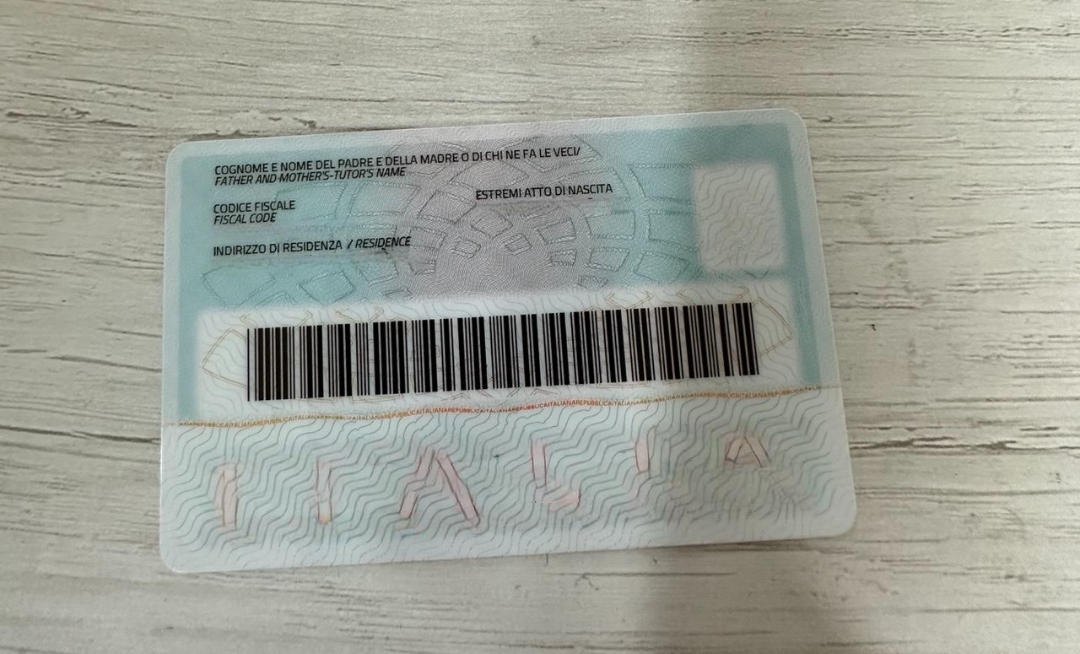 COGNOME E NOME DEL PADRE E DELLA MADRE O DI CHI NE FA LE VECI/
FATHER AND MOTHER'S-TUTOR'S NAME
ESTREMI ATTO DI NASCITA
CODICE FISCALE
FISCAL CODE
INDIRIZZO DI RESIDENZA / RESIDENCE
REPUBBLICAITALIANAREPUBBLICAITALIANAREPUBBLICAITALIANA
ITALIA